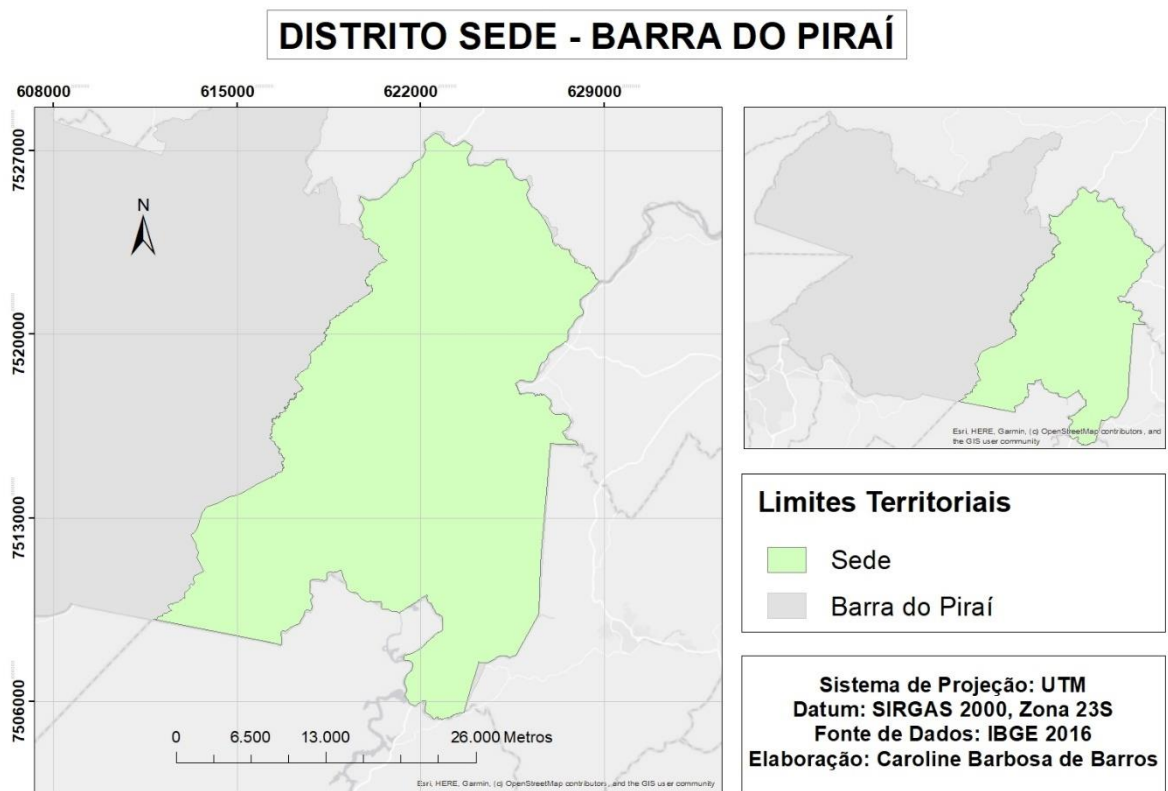 DISTRITO SEDE - BARRA DO PIRAÍ
608000 615000 622000 629000
7527000
7520000
7513000
7506000
N
0 6.500 13.000 26.000 Metros
Esri, HERE, Garmin, (c) OpenStreetMap contributors, and the GIS user community
Esri, HERE, Garmin, (c) OpenStreetMap contributors, and
the GIS user community
Limites Territoriais
Sede
Barra do Piraí
Sistema de Projeção: UTM
Datum: SIRGAS 2000, Zona 23S
Fonte de Dados: IBGE 2016
Elaboração: Caroline Barbosa de Barros